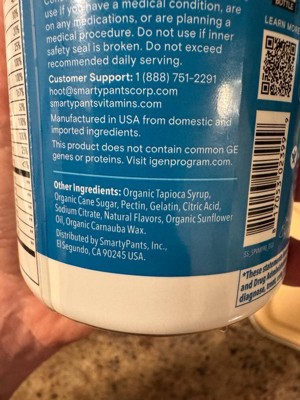 use if you have a medical condition, are
on any medications, or are planning a
medical procedure. Do not use if inner
safety seal is broken. Do not exceed
recommended daily serving.
Customer Support: 1 (888) 751-2291
hoot@smartypantscorp.com
smartypantsvitamins.com
Manufactured in USA from domestic and
imported ingredients.
This product does not contain common GE
genes or proteins. Visit igenprogram.com.
Other Ingredients: Organic Tapioca Syrup,
Organic Cane Sugar, Pectin, Gelatin, Citric Acid,
Sodium Citrate, Natural Flavors, Organic Sunflower
Oil, Organic Carnauba Wax.
Distributed by SmartyPants, Inc.,
El Segundo, CA 90245 USA.
BOTTLE
LEARN MORE
*These
and Drug
diagnose,